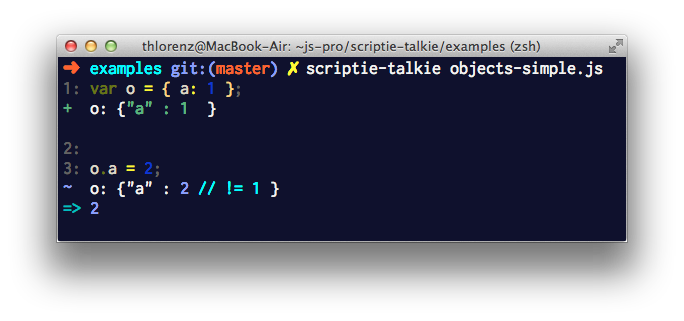 thlorenz@MacBook-Air: ~js-pro/scriptie-talkie/examples (zsh)
➜ examples git:(master) ✗ scriptie-talkie objects-simple.js
1: var o = { a: 1 };
+ o: {"a" : 1 }
2:
3: o.a = 2;
~ o: {"a" : 2 // != 1 }
=> 2